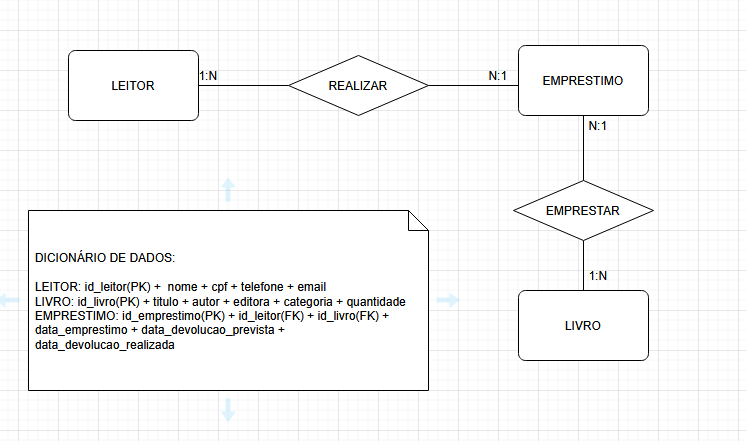 LEITOR
1:N
REALIZAR
N:1
EMPRESTIMO
N:1
EMPRESTAR
1:N
LIVRO
DICIONÁRIO DE DADOS:
LEITOR: id_leitor(PK) + nome + cpf + telefone + email
LIVRO: id_livro(PK) + titulo + autor + editora + categoria + quantidade
EMPRESTIMO: id_emprestimo(PK) + id_leitor(FK) + id_livro(FK) +
data_emprestimo + data_devolucao_prevista +
data_devolucao_realizada